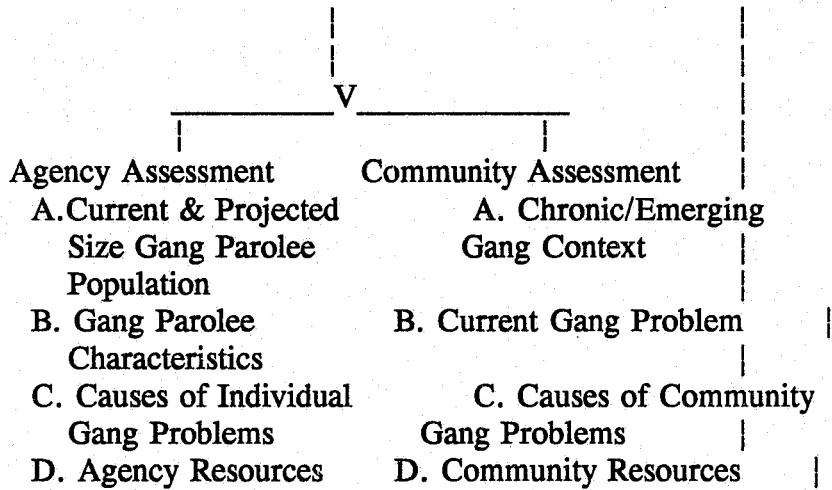 V
Agency Assessment Community Assessment
A.Current & Projected A. Chronic/Emerging
Size Gang Parolee Gang Context
Population
B. Gang Parolee B. Current Gang Problem
Characteristics
C. Causes of Individual C. Causes of Community
Gang Problems Gang Problems
D. Agency Resources D. Community Resources